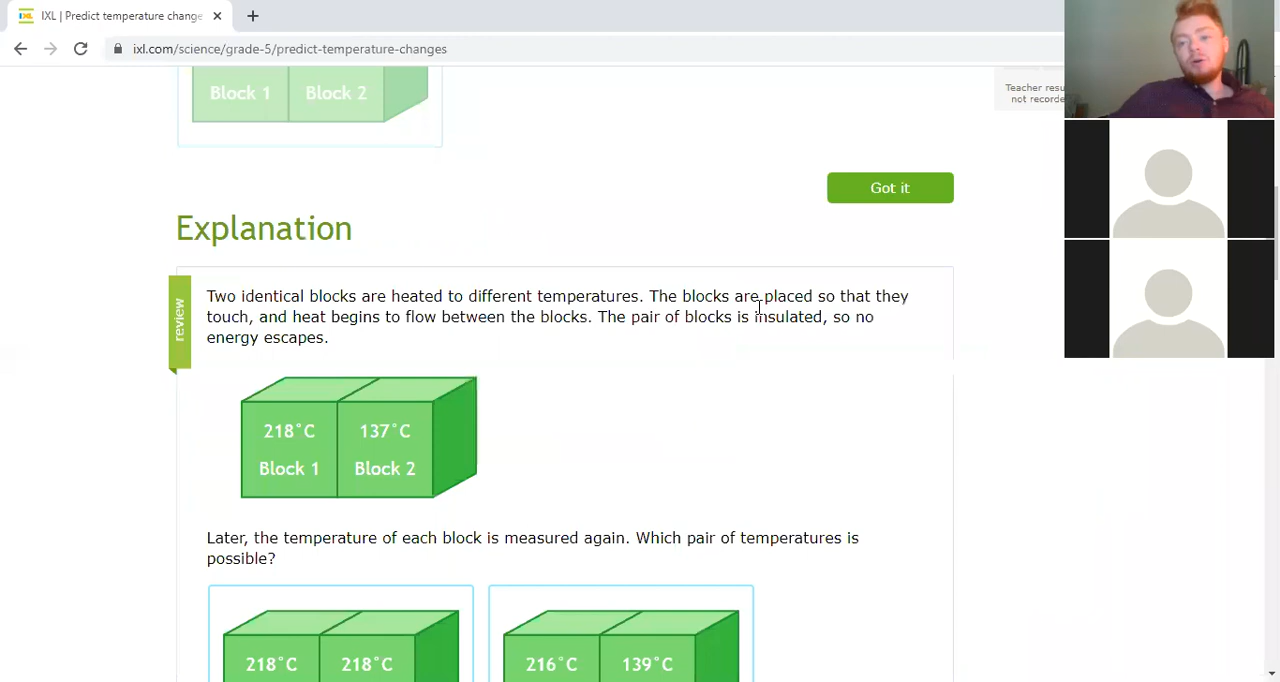 IXL | Predict temperature change
ixl.com/science/grade-5/predict-temperature-changes
Block 1 Block 2
Teacher resu
not recorde
Got it
Explanation
review
Two identical blocks are heated to different temperatures. The blocks are placed so that they
touch, and heat begins to flow between the blocks. The pair of blocks is insulated, so no
energy escapes.
218°C 137°C
Block 1 Block 2
Later, the temperature of each block is measured again. Which pair of temperatures is
possible?
218°C 218°C 216°C 139°C